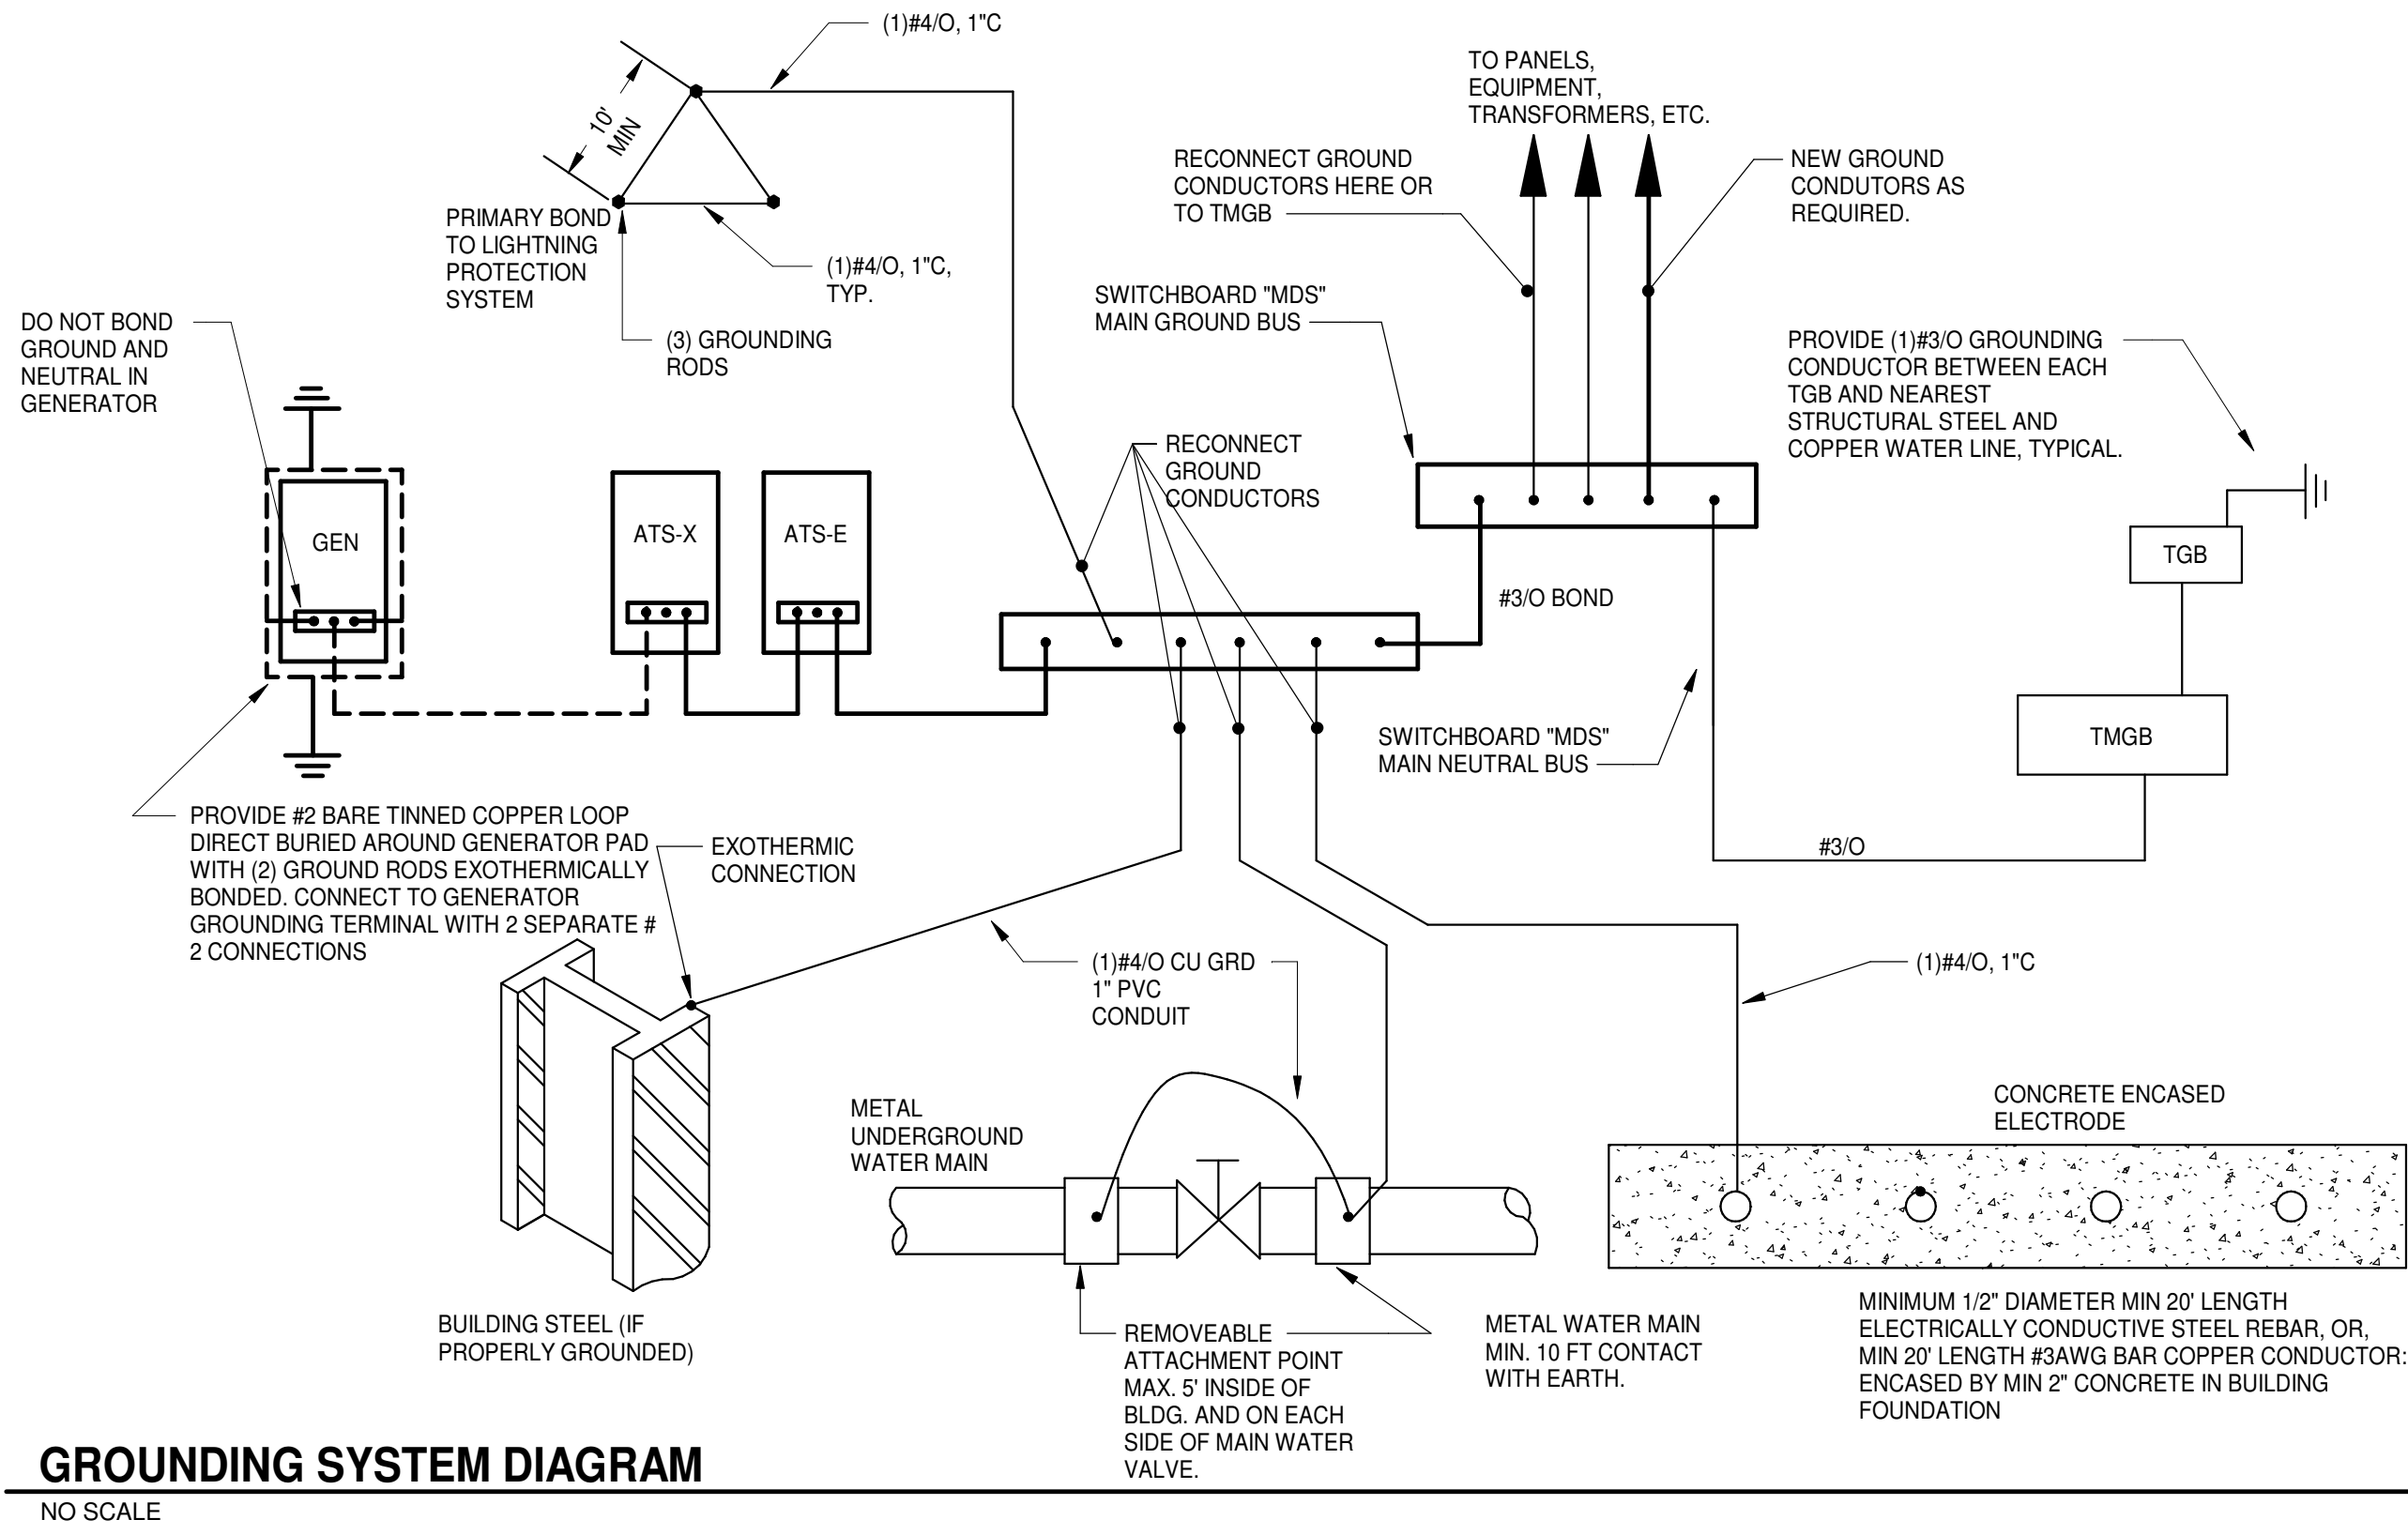 (1)#4/O, 1"C
10'
MIN
PRIMARY BOND
TO LIGHTNING
PROTECTION
SYSTEM
(1)#4/O, 1"C,
TYP.
(3) GROUNDING
RODS
DO NOT BOND
GROUND AND
NEUTRAL IN
GENERATOR
TO PANELS,
EQUIPMENT,
TRANSFORMERS, ETC.
RECONNECT GROUND
CONDUCTORS HERE OR
TO TMGB
NEW GROUND
CONDUTORS AS
REQUIRED.
SWITCHBOARD "MDS"
MAIN GROUND BUS
PROVIDE (1)#3/O GROUNDING
CONDUCTOR BETWEEN EACH
TGB AND NEAREST
STRUCTURAL STEEL AND
COPPER WATER LINE, TYPICAL.
RECONNECT
GROUND
CONDUCTORS
GEN
ATS-X
ATS-E
TGB
#3/O BOND
TMGB
SWITCHBOARD "MDS"
MAIN NEUTRAL BUS
#3/O
PROVIDE #2 BARE TINNED COPPER LOOP
DIRECT BURIED AROUND GENERATOR PAD
WITH (2) GROUND RODS EXOTHERMICALLY
BONDED. CONNECT TO GENERATOR
GROUNDING TERMINAL WITH 2 SEPARATE #
2 CONNECTIONS
EXOTHERMIC
CONNECTION
(1)#4/O CU GRD
1" PVC
CONDUIT
(1)#4/O, 1"C
METAL
UNDERGROUND
WATER MAIN
CONCRETE ENCASED
ELECTRODE
BUILDING STEEL (IF
PROPERLY GROUNDED)
REMOVEABLE
ATTACHMENT POINT
MAX. 5' INSIDE OF
BLDG. AND ON EACH
SIDE OF MAIN WATER
VALVE.
METAL WATER MAIN
MIN. 10 FT CONTACT
WITH EARTH.
MINIMUM 1/2" DIAMETER MIN 20' LENGTH
ELECTRICALLY CONDUCTIVE STEEL REBAR, OR,
MIN 20' LENGTH #3AWG BAR COPPER CONDUCTOR:
ENCASED BY MIN 2" CONCRETE IN BUILDING
FOUNDATION
GROUNDING SYSTEM DIAGRAM
NO SCALE